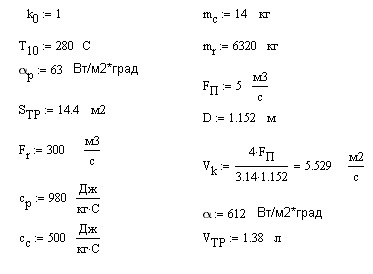 k0 := 1
T10 := 280 C
αp := 63 Вт/м2*град
SТР := 14.4 м2
Fг := 300 м3/с
cp := 980 Дж/кг·С
cc := 500 Дж/кг·С
mc := 14 кг
mг := 6320 кг
FП := 5 м3/с
D := 1.152 м
Vk := 4·FП/3.14·1.152 = 5.529 м2/с
α := 612 Вт/м2*град
VТР := 1.38 л